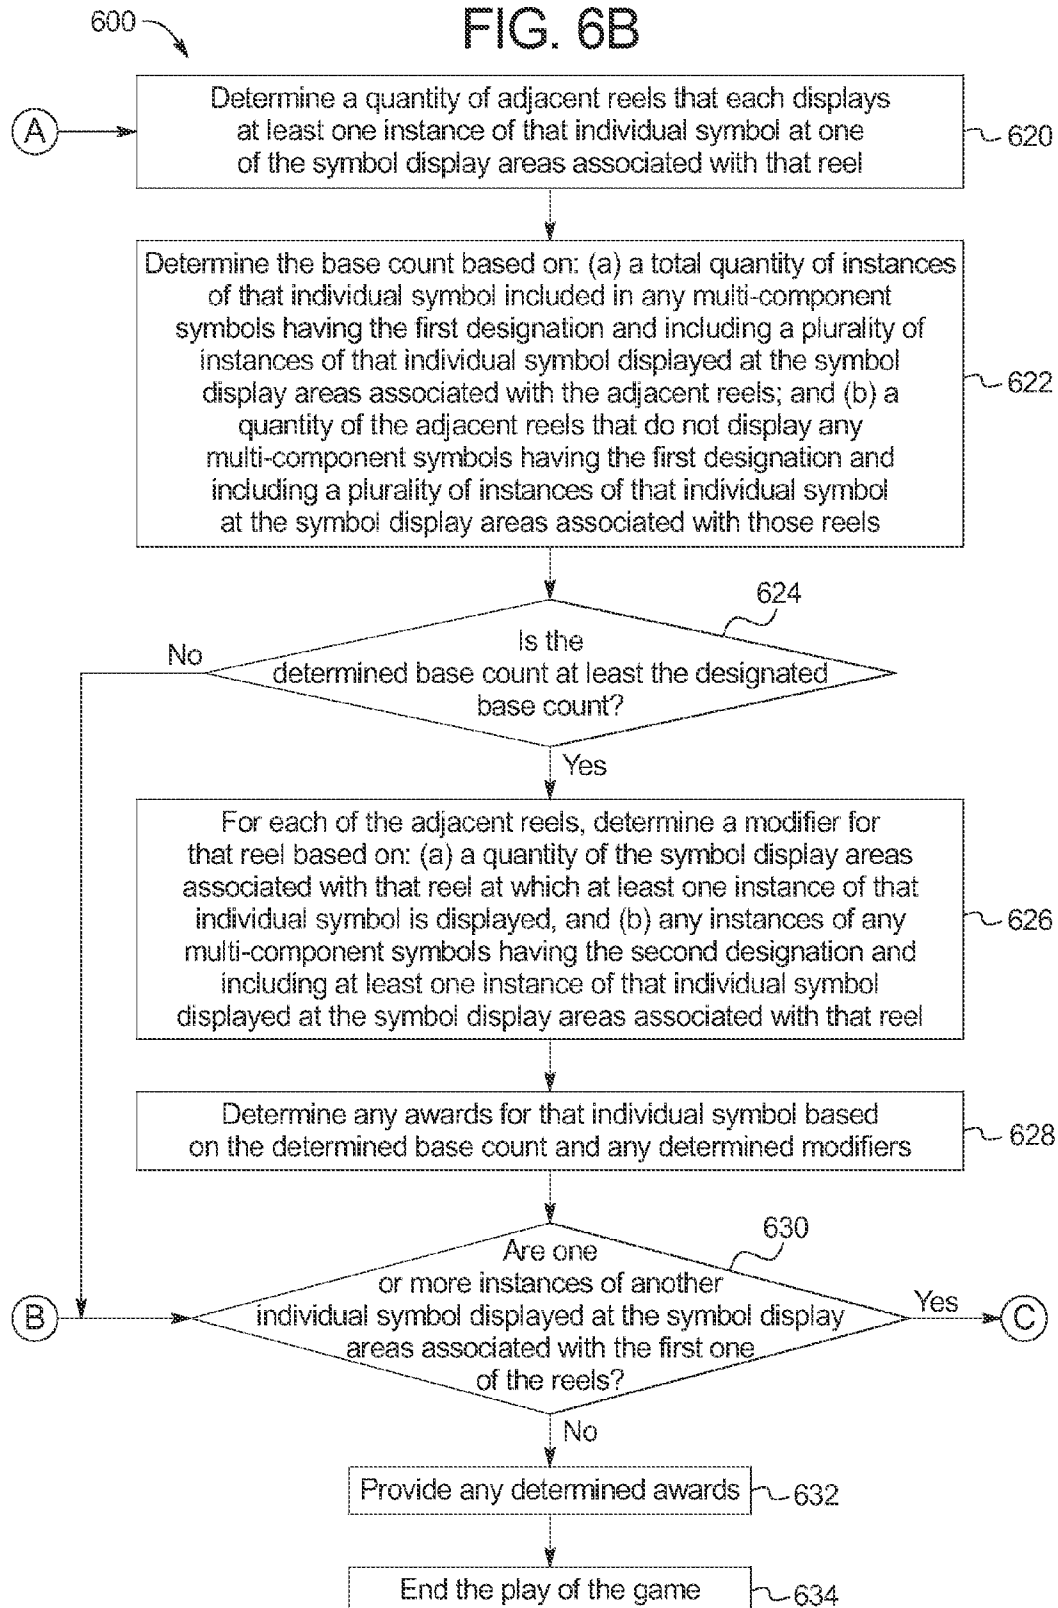 FIG. 6B
600
A
Determine a quantity of adjacent reels that each displays
at least one instance of that individual symbol at one
of the symbol display areas associated with that reel
620
Determine the base count based on: (a) a total quantity of instances
of that individual symbol included in any multi-component
symbols having the first designation and including a plurality of
instances of that individual symbol displayed at the symbol
display areas associated with the adjacent reels; and (b) a
quantity of the adjacent reels that do not display any
multi-component symbols having the first designation and
including a plurality of instances of that individual symbol
at the symbol display areas associated with those reels
622
624
Is the
determined base count at least the designated
base count?
No
Yes
For each of the adjacent reels, determine a modifier for
that reel based on: (a) a quantity of the symbol display areas
associated with that reel at which at least one instance of that
individual symbol is displayed, and (b) any instances of any
multi-component symbols having the second designation and
including at least one instance of that individual symbol
displayed at the symbol display areas associated with that reel
626
Determine any awards for that individual symbol based
on the determined base count and any determined modifiers
628
630
Are one
or more instances of another
individual symbol displayed at the symbol display
areas associated with the first one
of the reels?
B
Yes
C
No
Provide any determined awards
632
End the play of the game
634